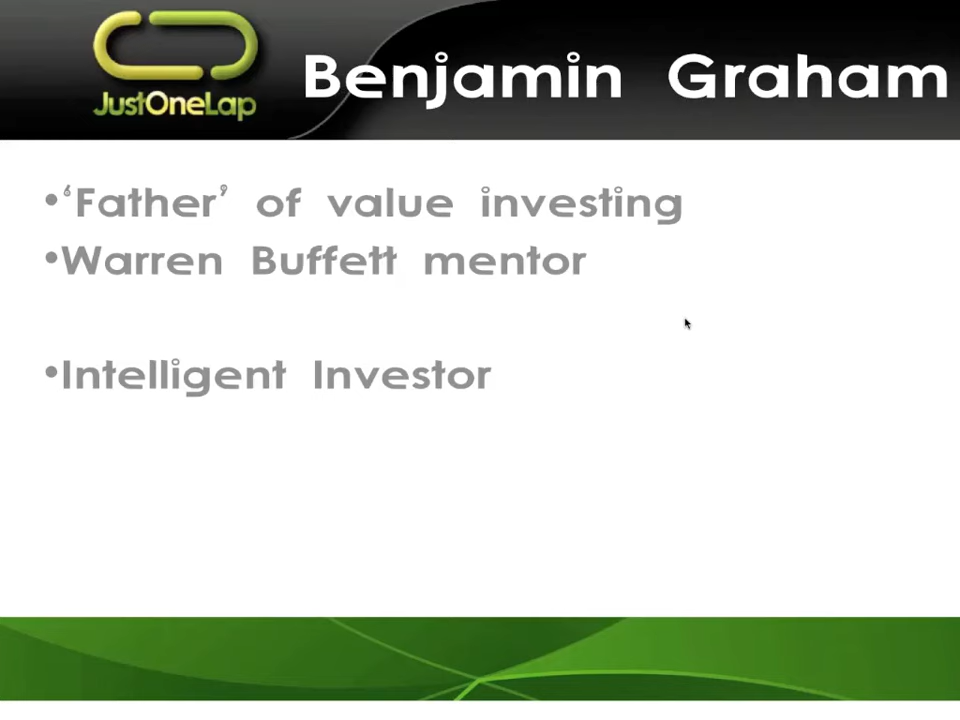 JustOneLap
Benjamin Graham
•‘Father’ of value investing
•Warren Buffett mentor
•Intelligent Investor